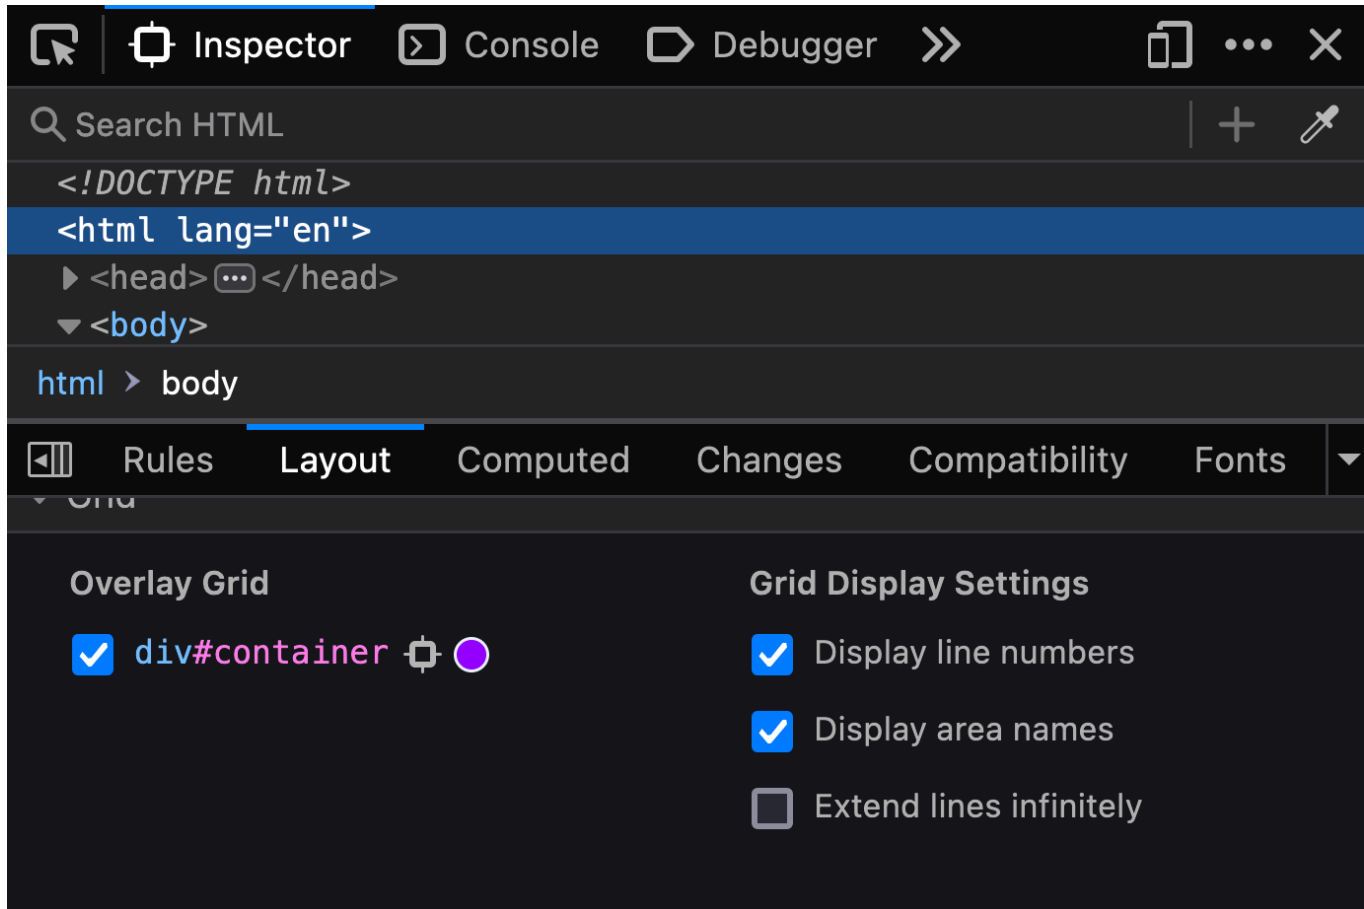 Inspector Console Debugger
Search HTML
<!DOCTYPE html>
<html lang="en">
<head>⋯</head>
<body>
html > body
Rules Layout Computed Changes Compatibility Fonts
Grid
Overlay Grid
div#container
Grid Display Settings
Display line numbers
Display area names
Extend lines infinitely